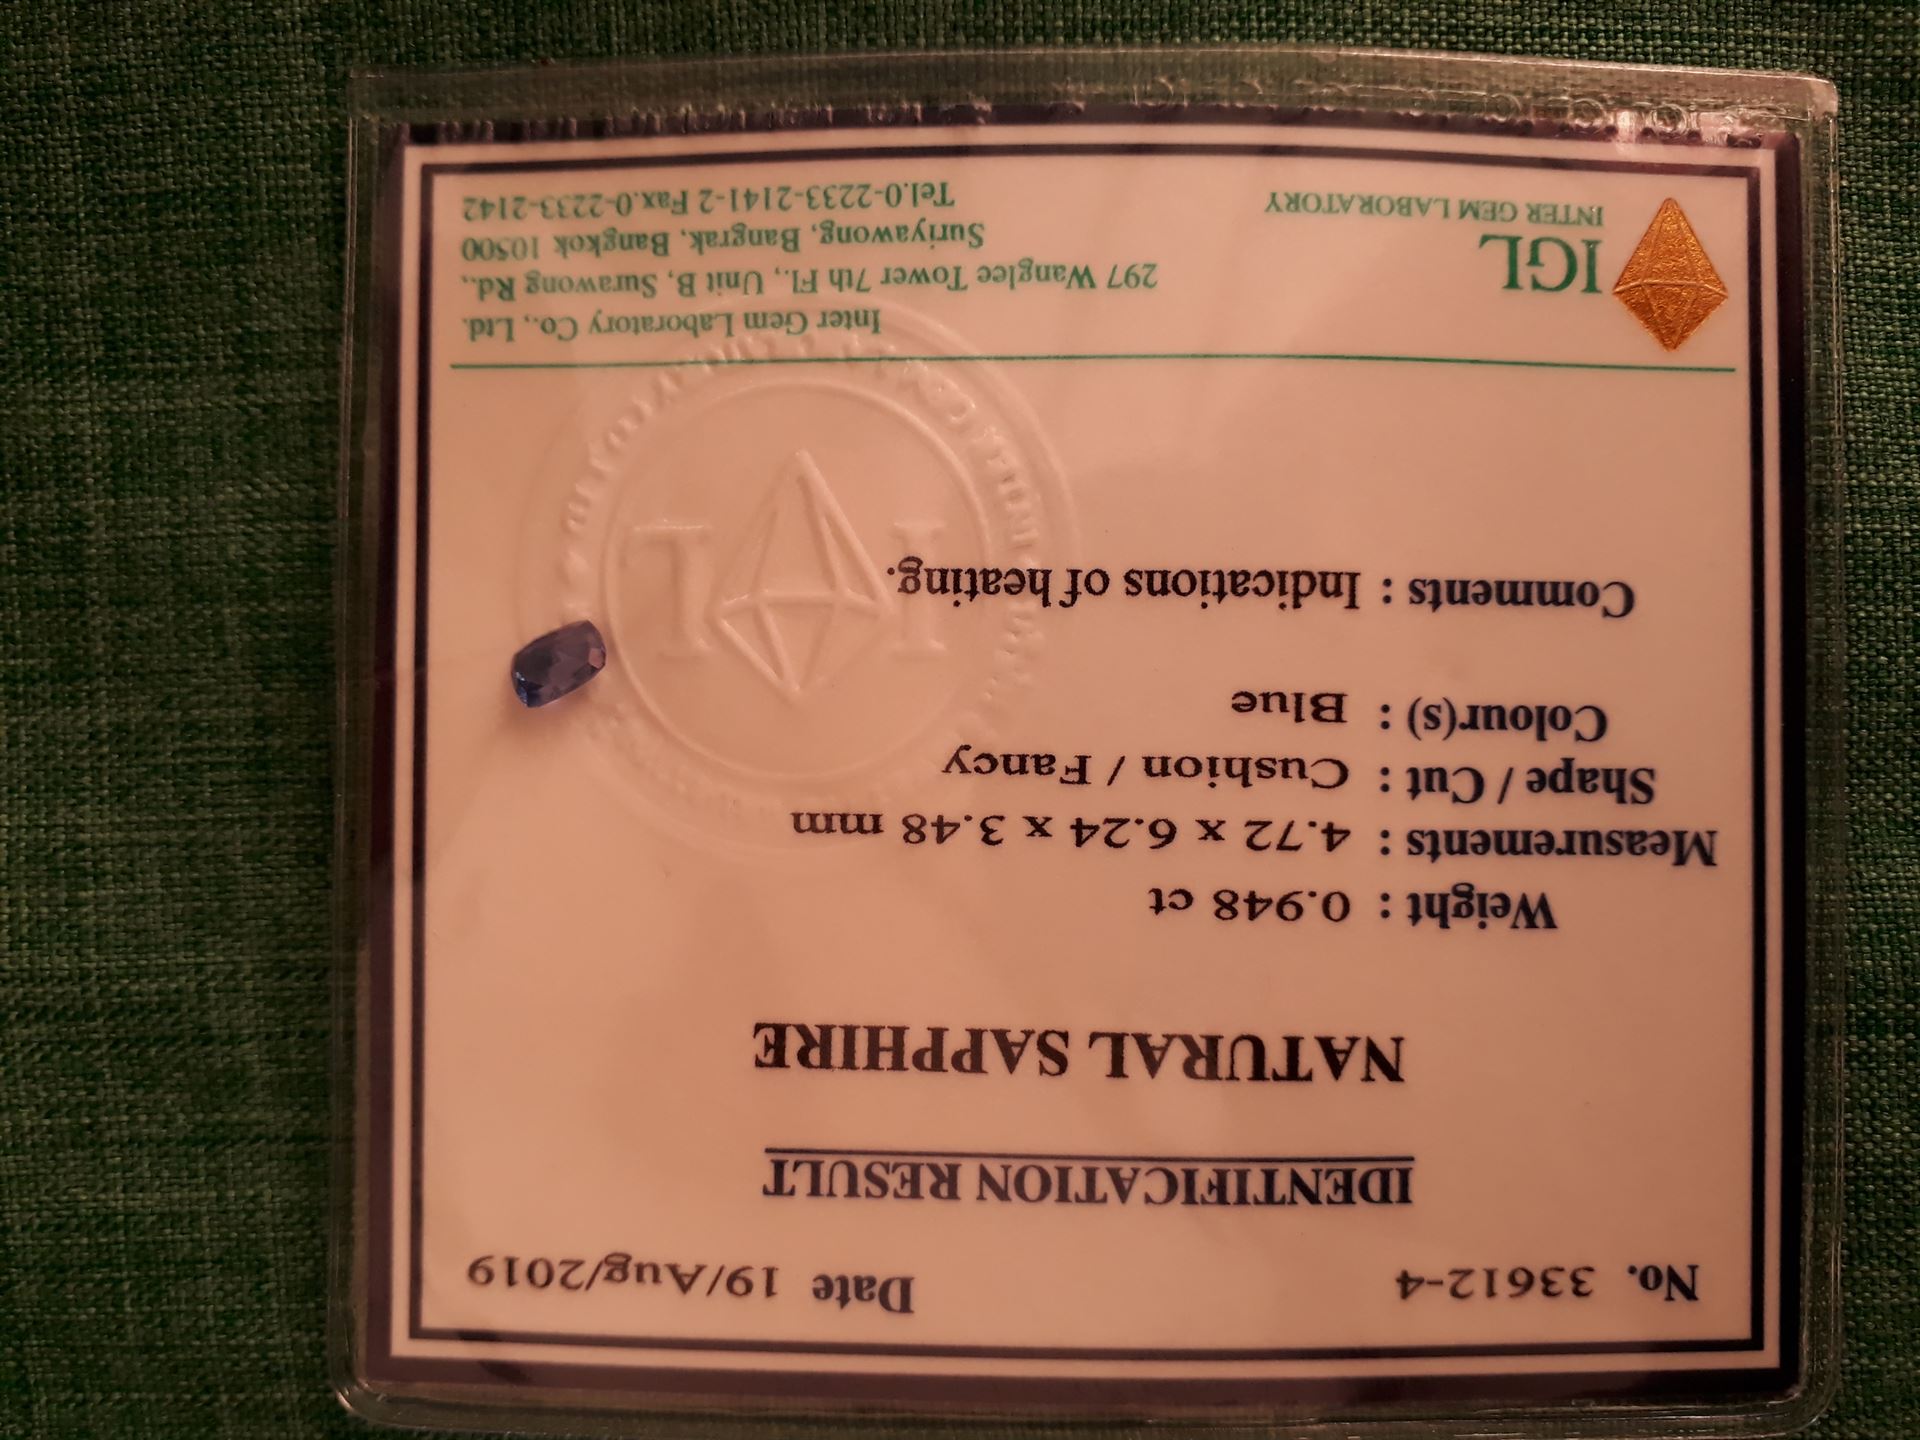 No. 33612-4 Date 19/Aug/2019
IDENTIFICATION RESULT
NATURAL SAPPHIRE
Weight : 0.948 ct
Measurements : 4.72 x 6.24 x 3.48 mm
Shape / Cut : Cushion / Fancy
Colour(s) : Blue
Comments : Indications of heating.
I L
IGL
INTER GEM LABORATORY
Inter Gem Laboratory Co., Ltd.
297 Wanglee Tower 7th Fl., Unit B, Surawong Rd.,
Suriyawong, Bangrak, Bangkok 10500
Tel.0-2233-2141-2 Fax.0-2233-2142